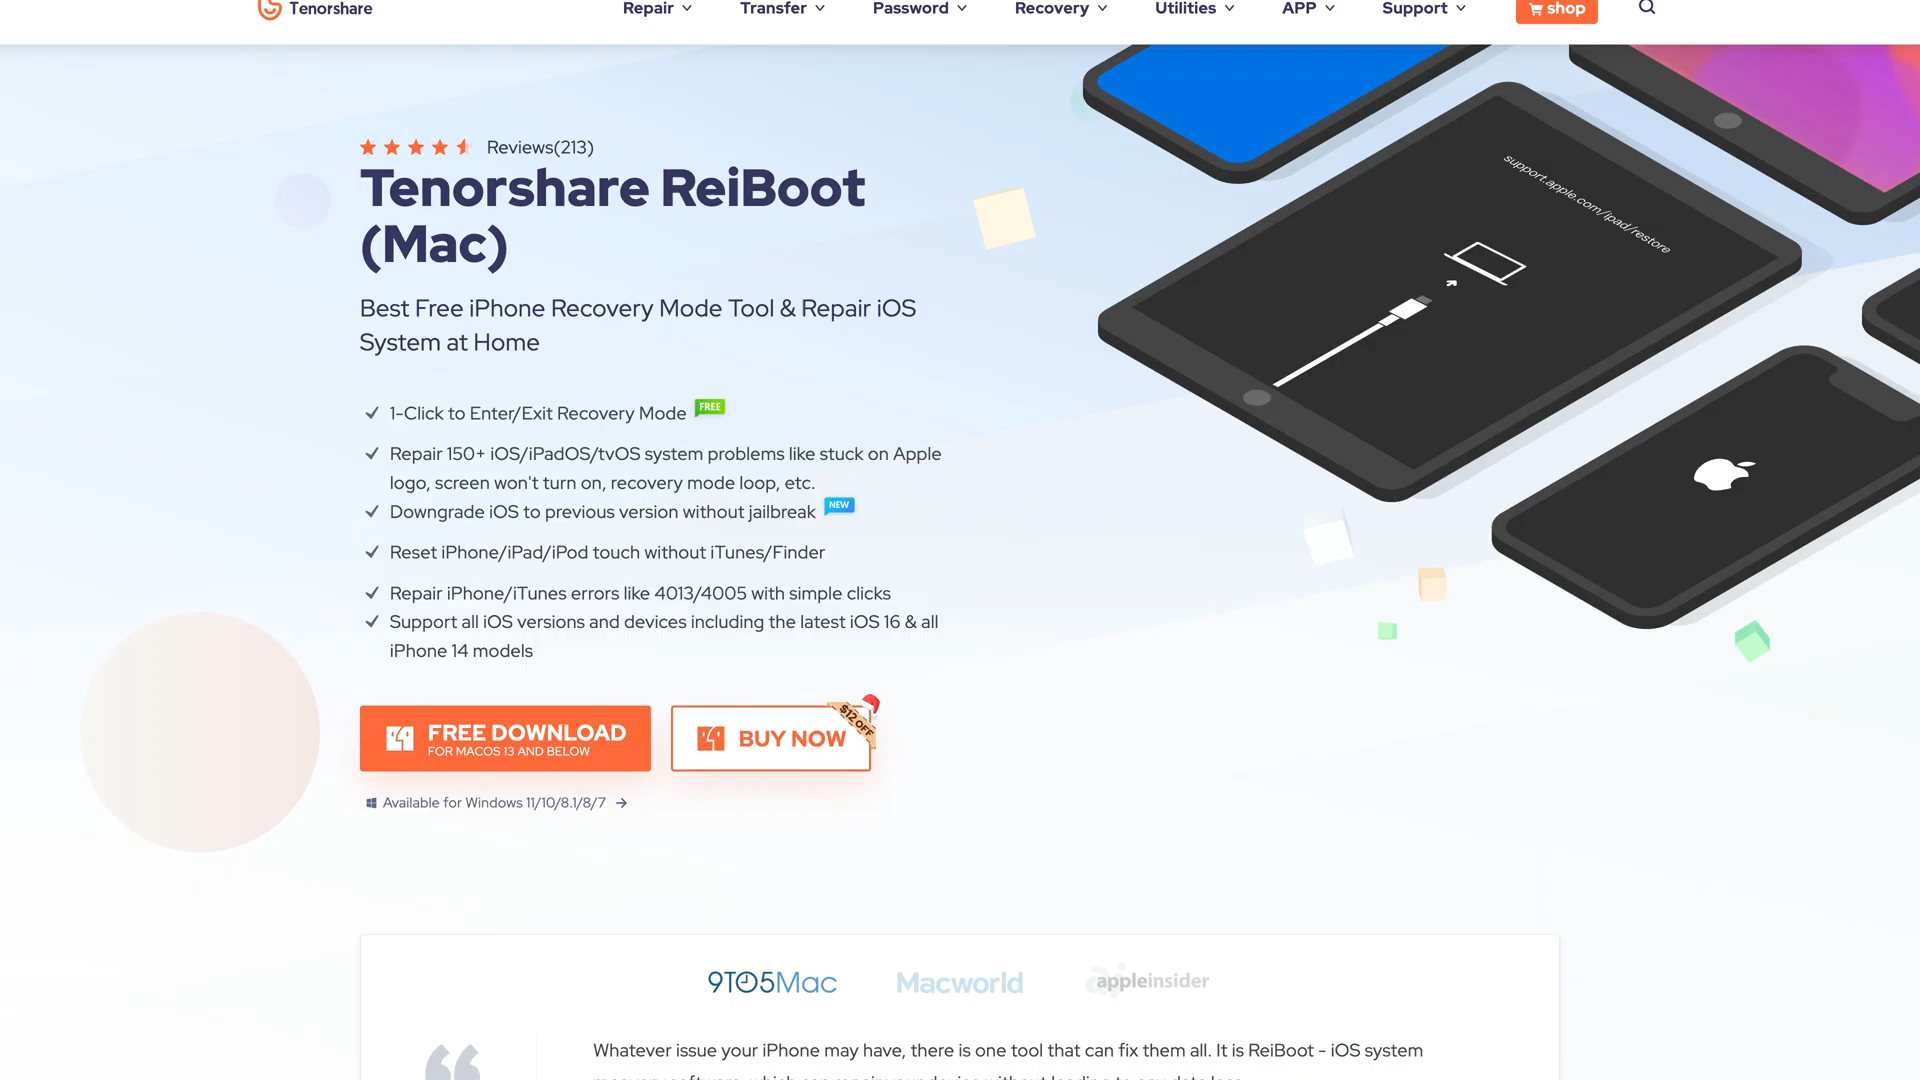 Tenorshare
Repair
Transfer
Password
Recovery
Utilities
APP
Support
shop
Reviews(213)
Tenorshare ReiBoot
(Mac)
Best Free iPhone Recovery Mode Tool & Repair iOS
System at Home
1-Click to Enter/Exit Recovery Mode FREE
Repair 150+ iOS/iPadOS/tvOS system problems like stuck on Apple
logo, screen won't turn on, recovery mode loop, etc.
Downgrade iOS to previous version without jailbreak NEW
Reset iPhone/iPad/iPod touch without iTunes/Finder
Repair iPhone/iTunes errors like 4013/4005 with simple clicks
Support all iOS versions and devices including the latest iOS 16 & all
iPhone 14 models
FREE DOWNLOAD
FOR MACOS 13 AND BELOW
BUY NOW
$12 OFF
Available for Windows 11/10/8.1/8/7
support.apple.com/ipad/restore
9TO5Mac
Macworld
appleinsider
Whatever issue your iPhone may have, there is one tool that can fix them all. It is ReiBoot - iOS system